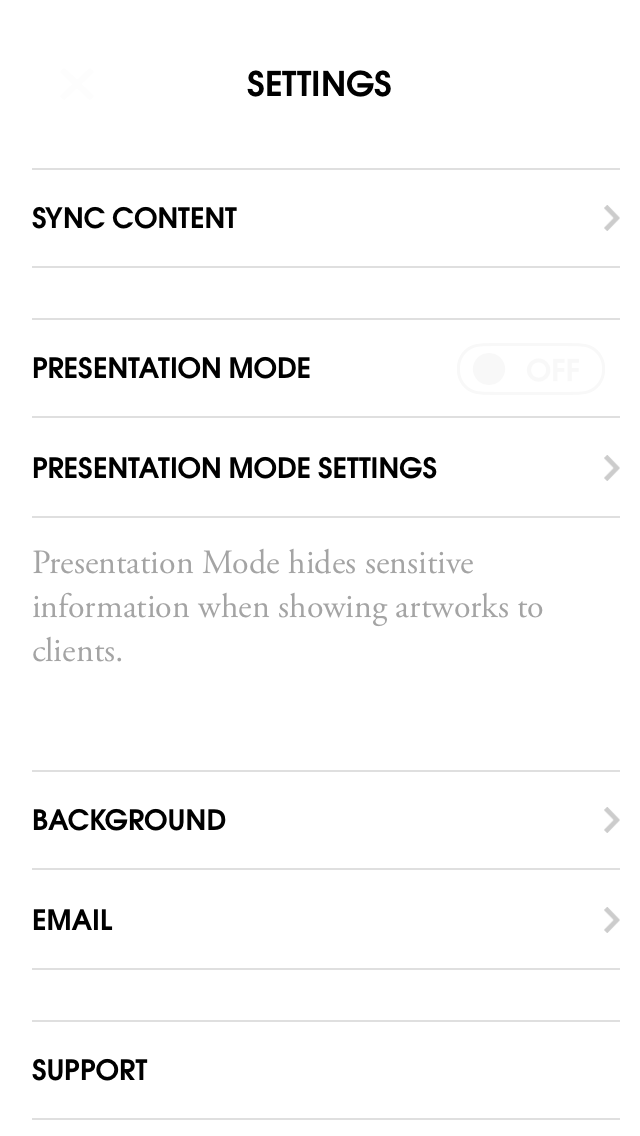 SETTINGS
SYNC CONTENT
PRESENTATION MODE OFF
PRESENTATION MODE SETTINGS
Presentation Mode hides sensitive
information when showing artworks to
clients.
BACKGROUND
EMAIL
SUPPORT